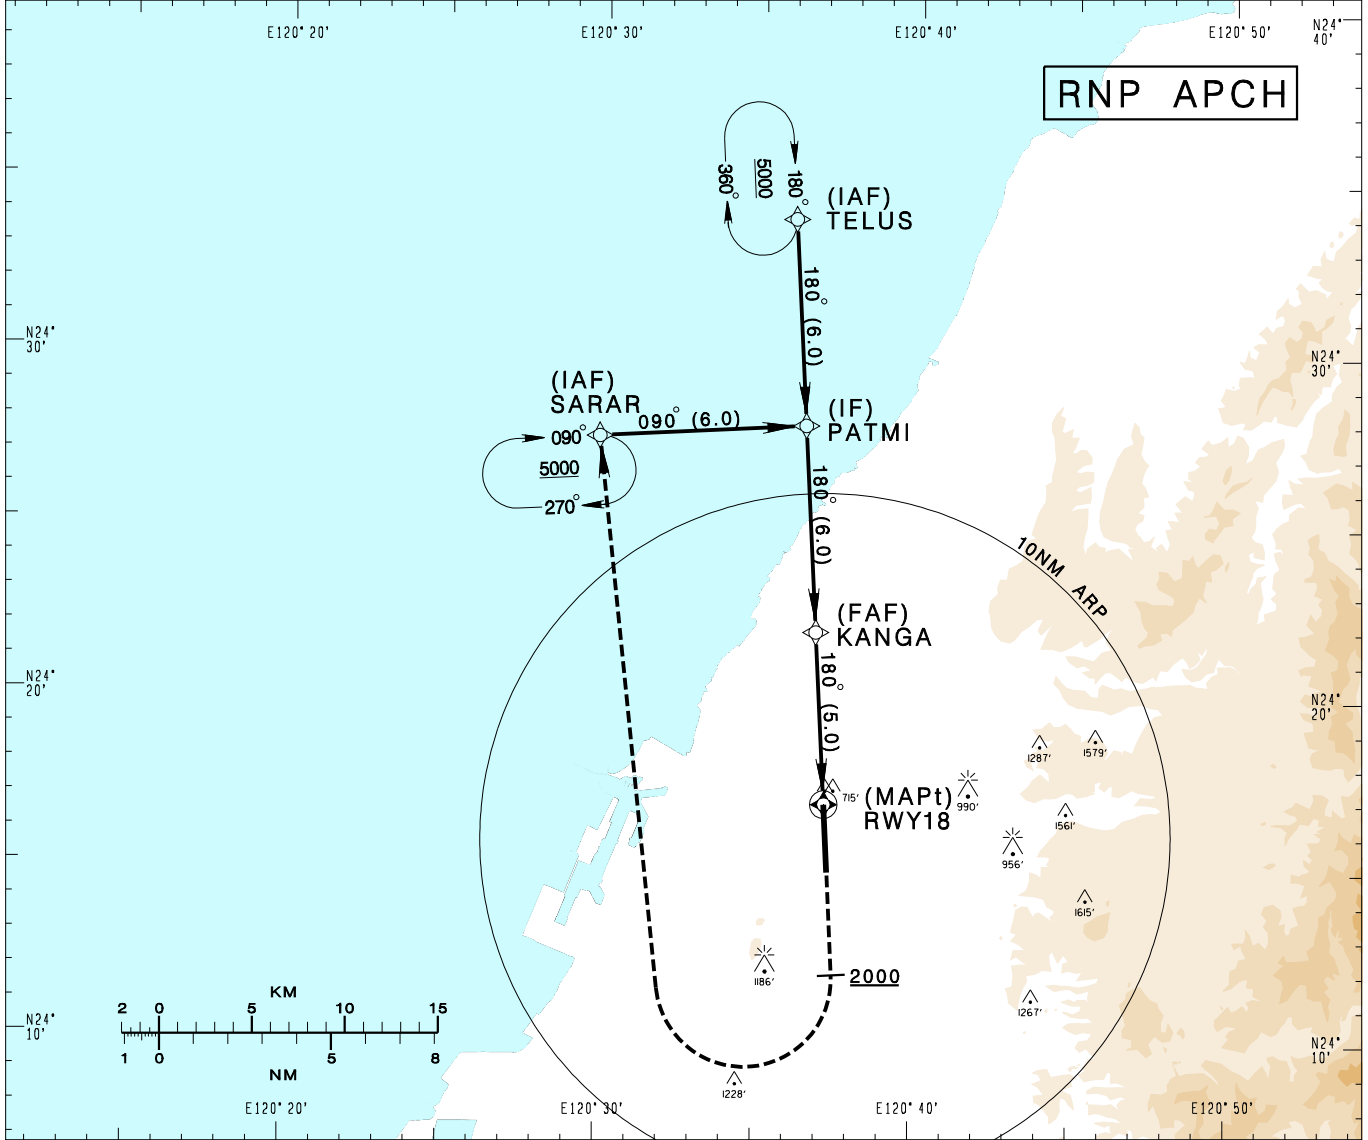 E120° 20'
E120° 30'
E120° 40'
E120° 50'
N24°
40'
RNP APCH
360°
5000
180°
(IAF)
TELUS
180° (6.0)
N24°
30'
N24°
30'
(IAF)
SARAR
090° (6.0)
(IF)
PATMI
090°
5000
270°
180° (6.0)
10NM ARP
(FAF)
KANGA
180° (5.0)
N24°
20'
N24°
20'
1287'
1579'
715'
(MAPt)
RWY18
990'
1561'
956'
1615'
1186'
2000
1267'
KM
2 0 5 10 15
1 0 5 8
NM
N24°
10'
N24°
10'
1228'
E120° 20'
E120° 30'
E120° 40'
E120° 50'